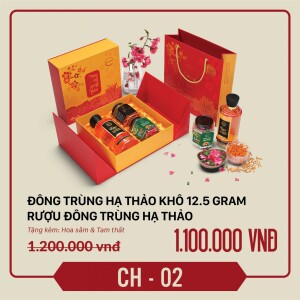 ĐÔNG TRÙNG HẠ THẢO KHÔ 12.5 GRAM
RƯỢU ĐÔNG TRÙNG HẠ THẢO
Tặng kèm: Hoa sâm & Tam thất
1.200.000 vnđ
1.100.000 VNĐ
CH - 02